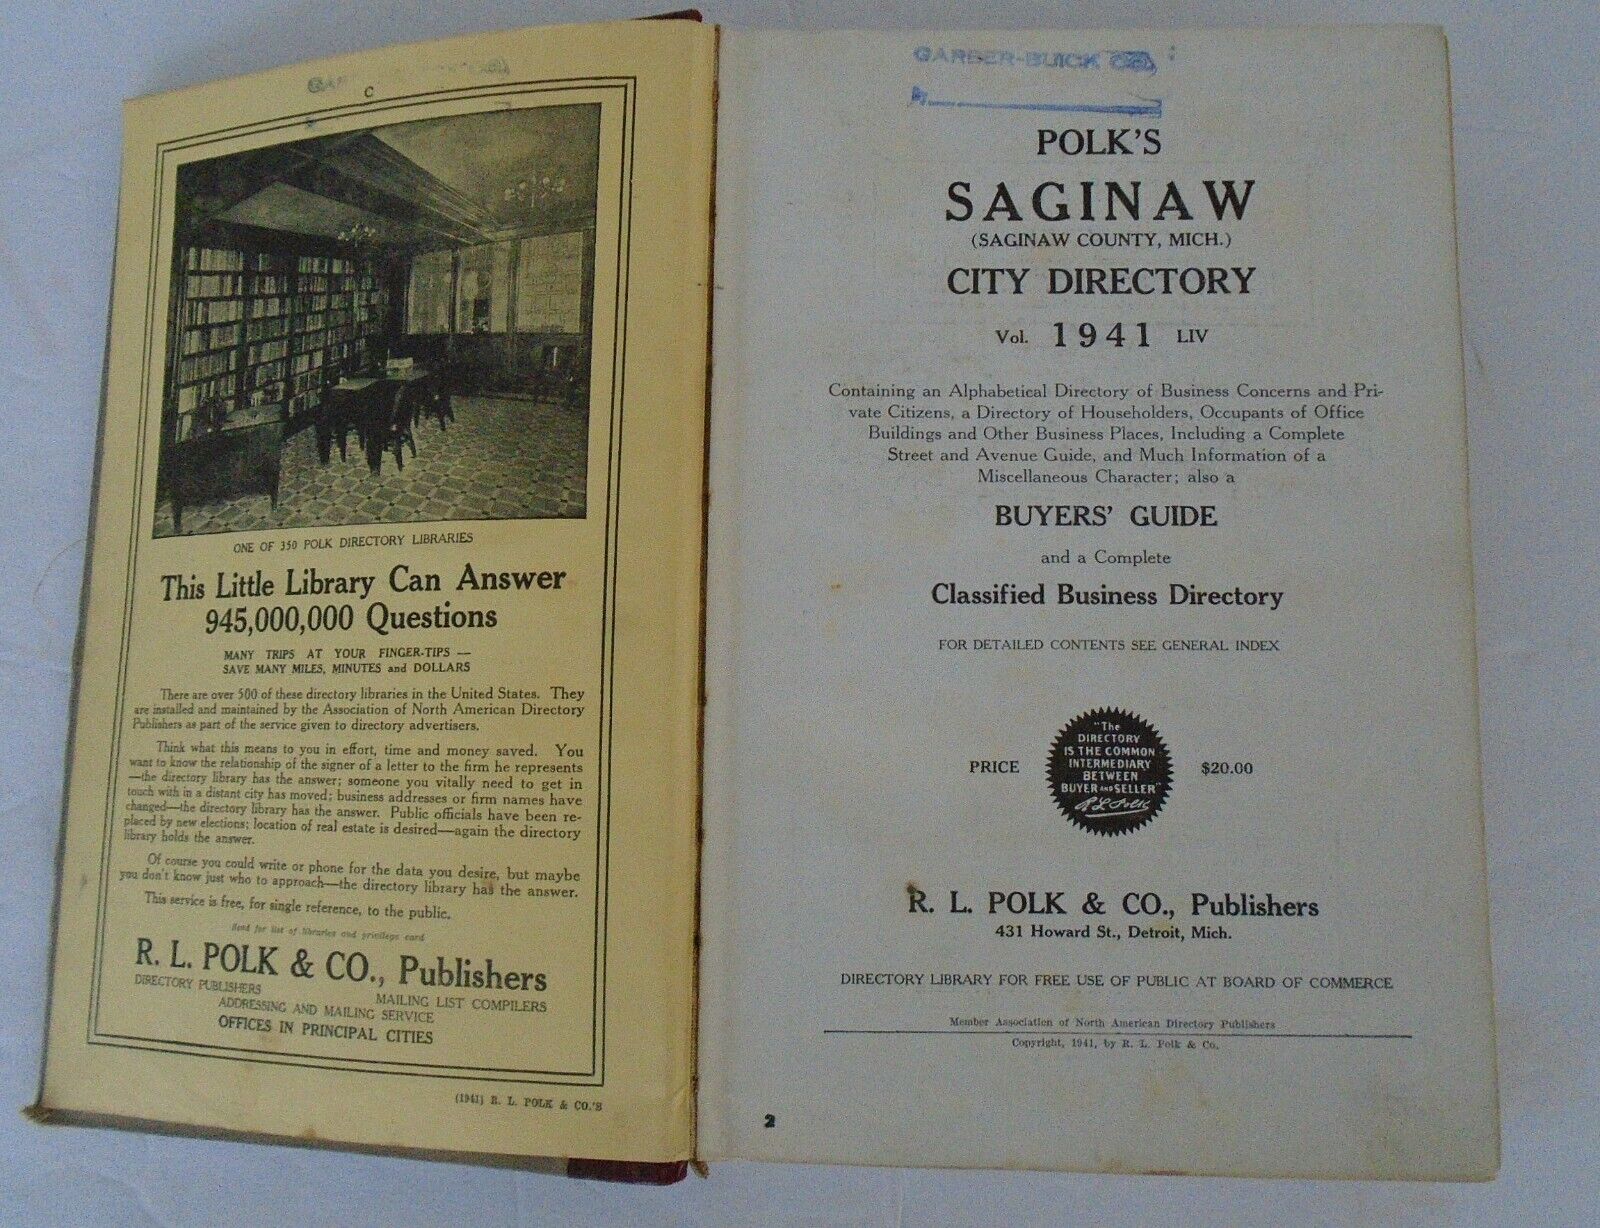 C
ONE OF 350 POLK DIRECTORY LIBRARIES
This Little Library Can Answer
945,000,000 Questions
MANY TRIPS AT YOUR FINGER-TIPS —
SAVE MANY MILES, MINUTES and DOLLARS
There are over 500 of these directory libraries in the United States. They
are installed and maintained by the Association of North American Directory
Publishers as part of the service given to directory advertisers.
Think what this means to you in effort, time and money saved. You
want to know the relationship of the signer of a letter to the firm he represents
—the directory library has the answer; someone you vitally need to get in
touch with in a distant city has moved; business addresses or firm names have
changed—the directory library has the answer. Public officials have been re-
placed by new elections; location of real estate is desired—again the directory
library holds the answer.
Of course you could write or phone for the data you desire, but maybe
you don't know just who to approach—the directory library has the answer.
This service is free, for single reference, to the public.
Send for list of libraries and privilege card
R. L. POLK & CO., Publishers
DIRECTORY PUBLISHERS
MAILING LIST COMPILERS
ADDRESSING AND MAILING SERVICE
OFFICES IN PRINCIPAL CITIES
(1941) R. L. POLK & CO.'S
GARBER-BUICK CO.
By
POLK'S
SAGINAW
(SAGINAW COUNTY, MICH.)
CITY DIRECTORY
Vol. 1941 LIV
Containing an Alphabetical Directory of Business Concerns and Pri-
vate Citizens, a Directory of Householders, Occupants of Office
Buildings and Other Business Places, Including a Complete
Street and Avenue Guide, and Much Information of a
Miscellaneous Character; also a
BUYERS' GUIDE
and a Complete
Classified Business Directory
FOR DETAILED CONTENTS SEE GENERAL INDEX
PRICE $20.00
"The
DIRECTORY
IS THE COMMON
INTERMEDIARY
BETWEEN
BUYER AND SELLER"
R L Polk
R. L. POLK & CO., Publishers
431 Howard St., Detroit, Mich.
DIRECTORY LIBRARY FOR FREE USE OF PUBLIC AT BOARD OF COMMERCE
Member Association of North American Directory Publishers
Copyright, 1941, by R. L. Polk & Co.
2